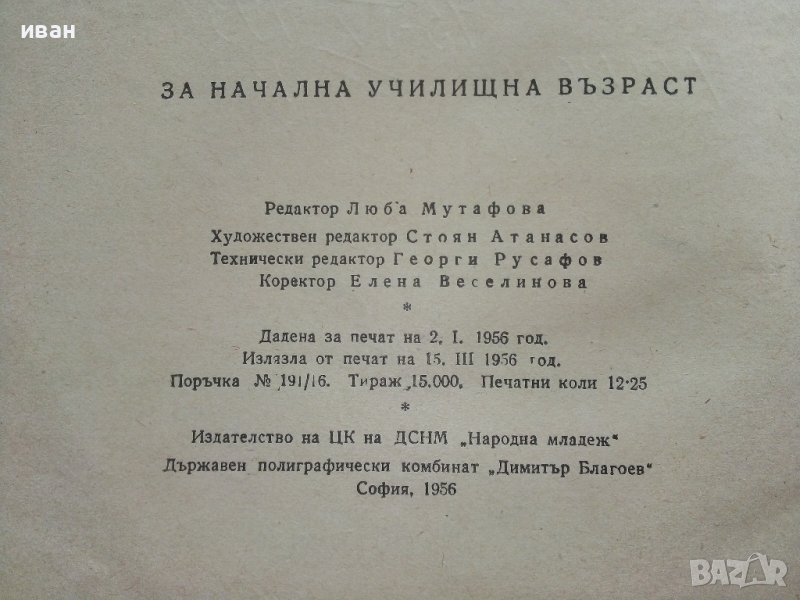 иван
ЗА НАЧАЛНА УЧИЛИЩНА ВЪЗРАСТ
Редактор Люба Мутафова
Художествен редактор Стоян Атанасов
Технически редактор Георги Русафов
Коректор Елена Веселинова
*
Дадена за печат на 2. I. 1956 год.
Излязла от печат на 15. III 1956 год.
Поръчка № 191/16. Тираж 15.000. Печатни коли 12·25
*
Издателство на ЦК на ДСНМ „Народна младеж“
Държавен полиграфически комбинат „Димитър Благоев“
София, 1956
BAZAR